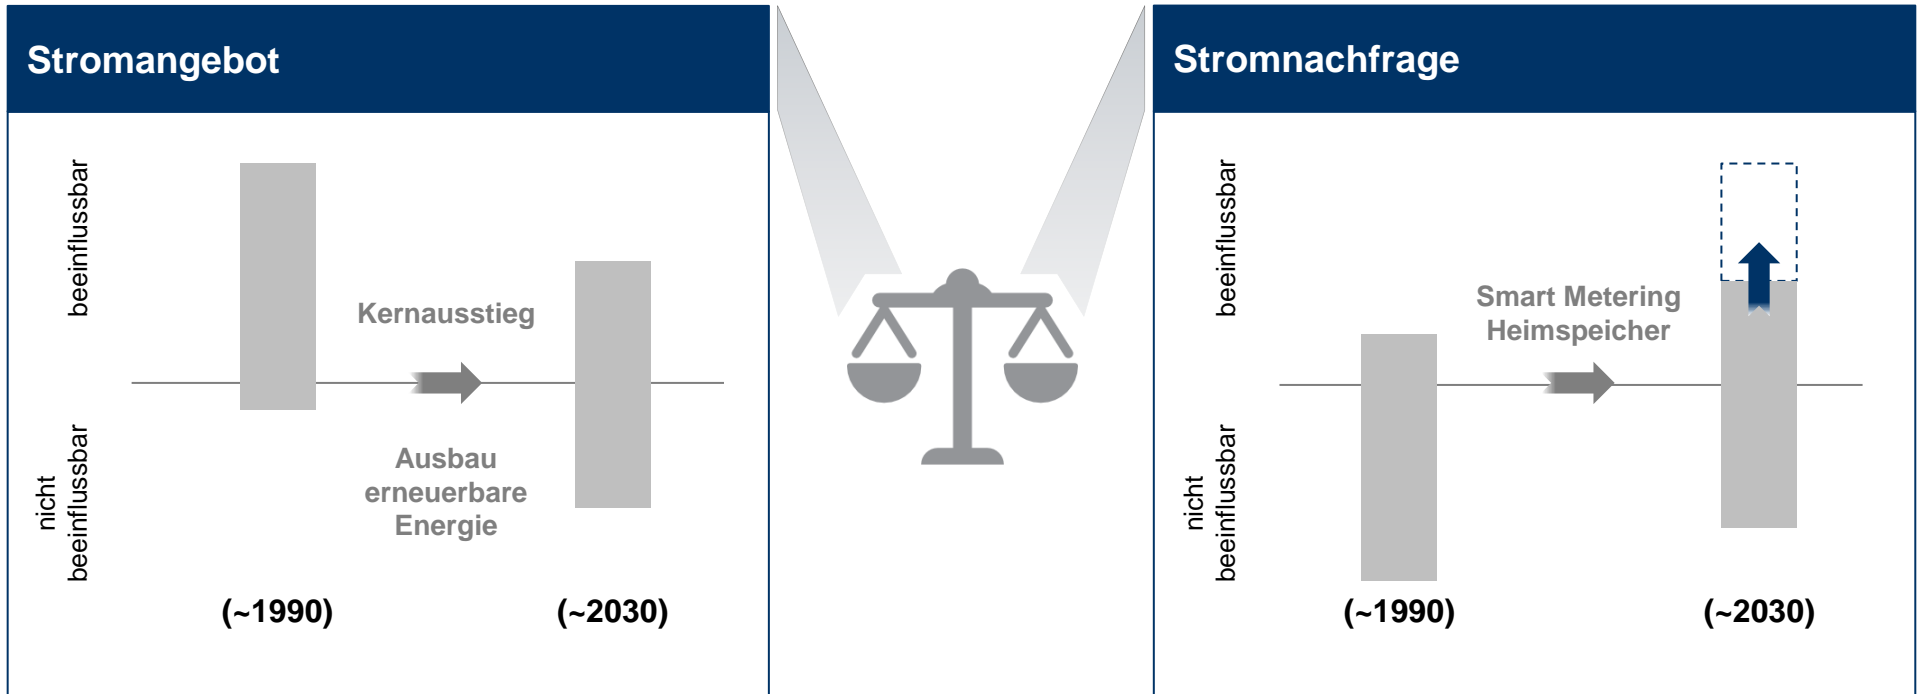 Stromangebot
beeinflussbar
nicht
beeinflussbar
Kernausstieg
Ausbau
erneuerbare
Energie
(~1990)
(~2030)
Stromnachfrage
beeinflussbar
nicht
beeinflussbar
Smart Metering
Heimspeicher
(~1990)
(~2030)